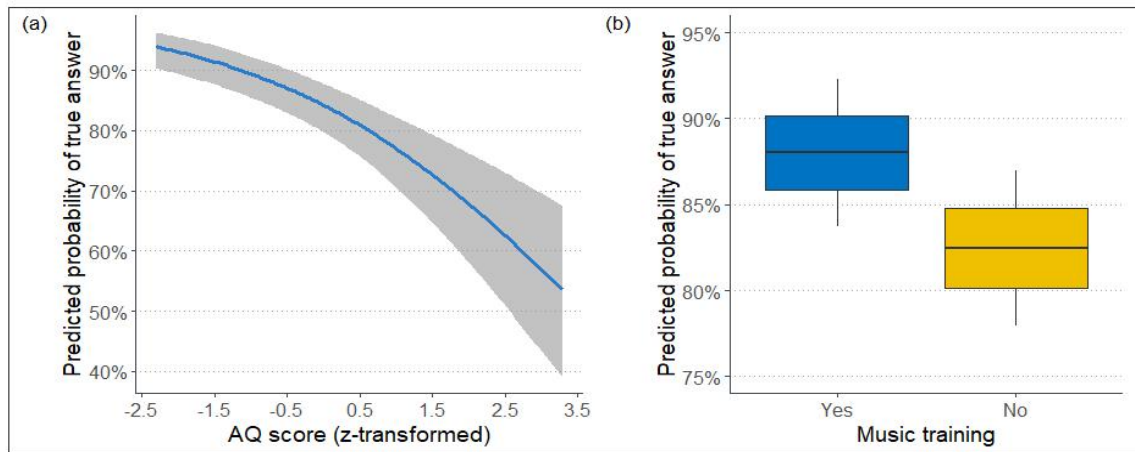 (a)
Predicted probability of true answer
90%
80%
70%
60%
50%
40%
-2.5 -1.5 -0.5 0.5 1.5 2.5 3.5
AQ score (z-transformed)
(b)
Predicted probability of true answer
95%
90%
85%
80%
75%
Yes No
Music training